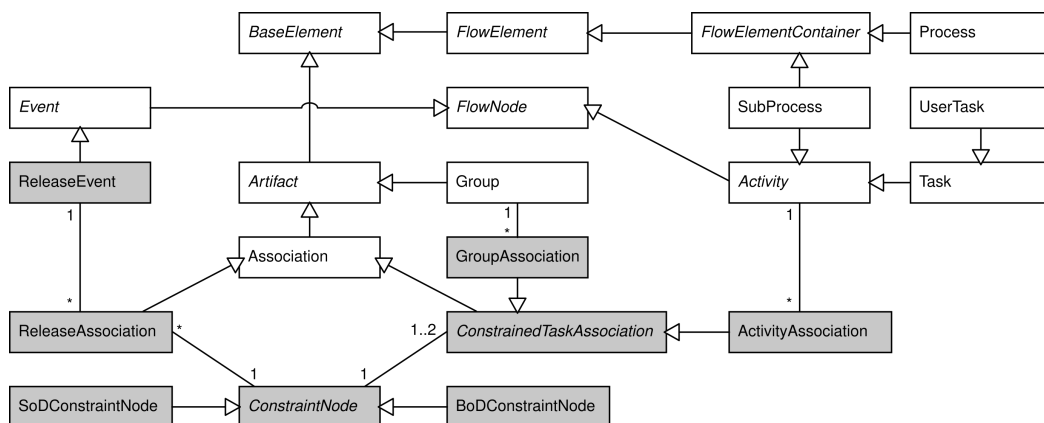 BaseElement
FlowElement
FlowElementContainer
Process
Event
FlowNode
SubProcess
UserTask
ReleaseEvent
Artifact
Group
Activity
Task
1
1
1
*
Association
GroupAssociation
*
*
ReleaseAssociation
*
1..2
ConstrainedTaskAssociation
ActivityAssociation
1
1
SoDConstraintNode
ConstraintNode
BoDConstraintNode